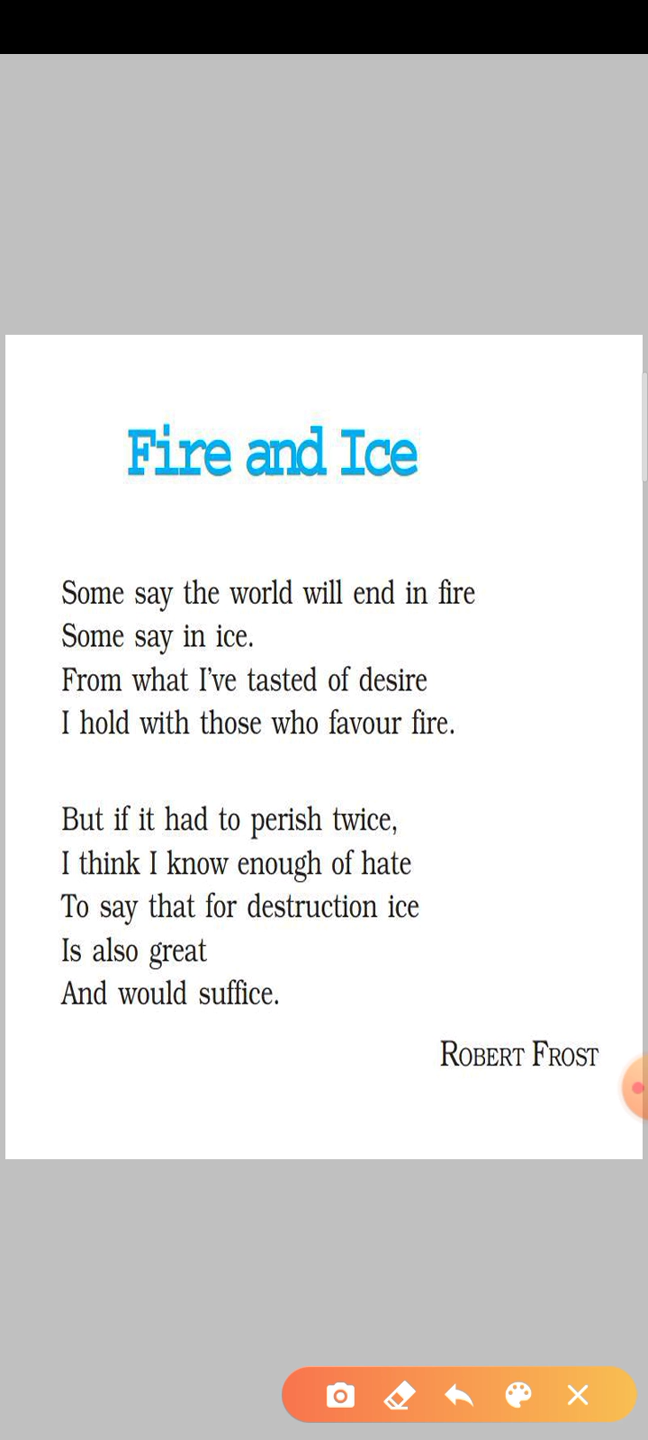 Fire and Ice
Some say the world will end in fire
Some say in ice.
From what I've tasted of desire
I hold with those who favour fire.
But if it had to perish twice,
I think I know enough of hate
To say that for destruction ice
Is also great
And would suffice.
ROBERT FROST